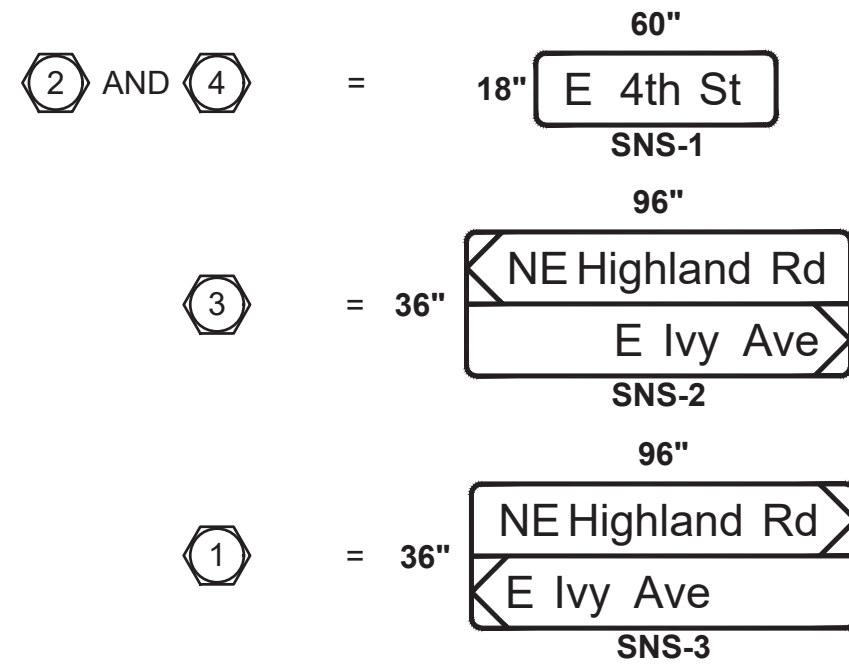 60"
2 AND 4 = 18" E 4th St
SNS-1
96"
NE Highland Rd
3 = 36"
E Ivy Ave
SNS-2
96"
NE Highland Rd
1 = 36"
E Ivy Ave
SNS-3